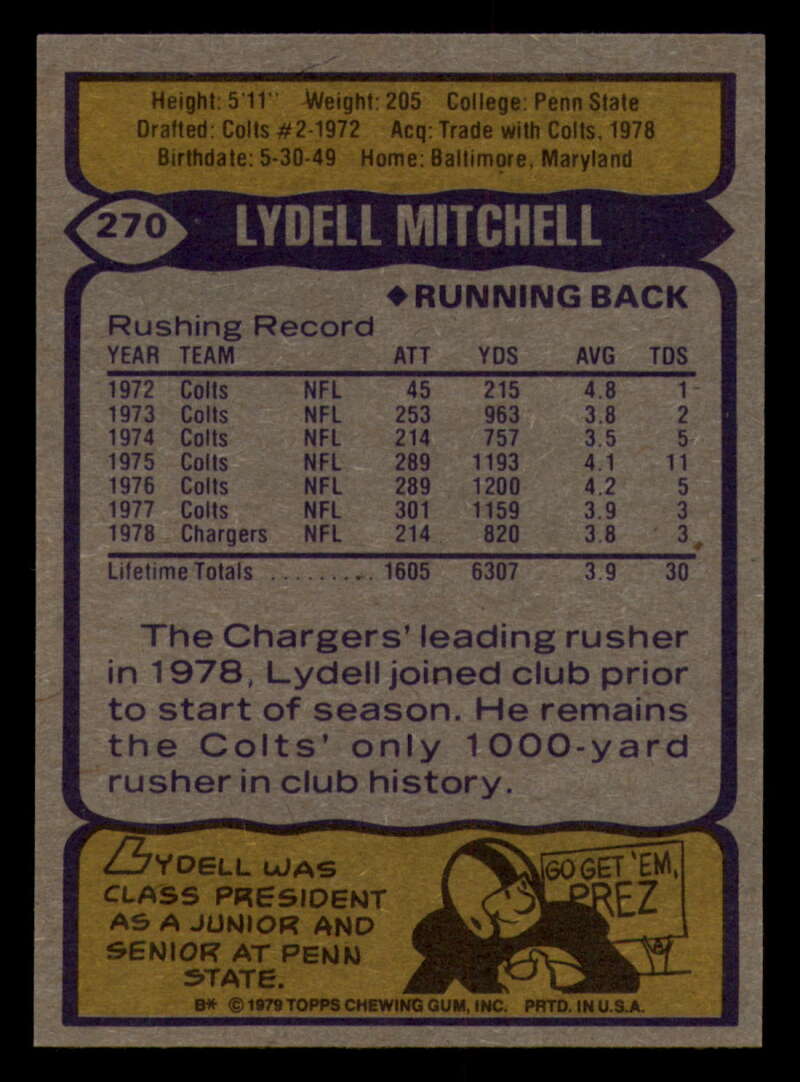 Height: 5'11" Weight: 205 College: Penn State
Drafted: Colts #2-1972 Acq: Trade with Colts, 1978
Birthdate: 5-30-49 Home: Baltimore, Maryland
270 LYDELL MITCHELL
◆RUNNING BACK
Rushing Record
YEAR TEAM ATT YDS AVG TDS
1972 Colts NFL 45 215 4.8 1
1973 Colts NFL 253 963 3.8 2
1974 Colts NFL 214 757 3.5 5
1975 Colts NFL 289 1193 4.1 11
1976 Colts NFL 289 1200 4.2 5
1977 Colts NFL 301 1159 3.9 3
1978 Chargers NFL 214 820 3.8 3
Lifetime Totals .......... 1605 6307 3.9 30
The Chargers' leading rusher
in 1978, Lydell joined club prior
to start of season. He remains
the Colts' only 1000-yard
rusher in club history.
LYDELL WAS
CLASS PRESIDENT
AS A JUNIOR AND
SENIOR AT PENN
STATE.
GO GET 'EM,
PREZ
B* © 1979 TOPPS CHEWING GUM, INC. PRTD. IN U.S.A.